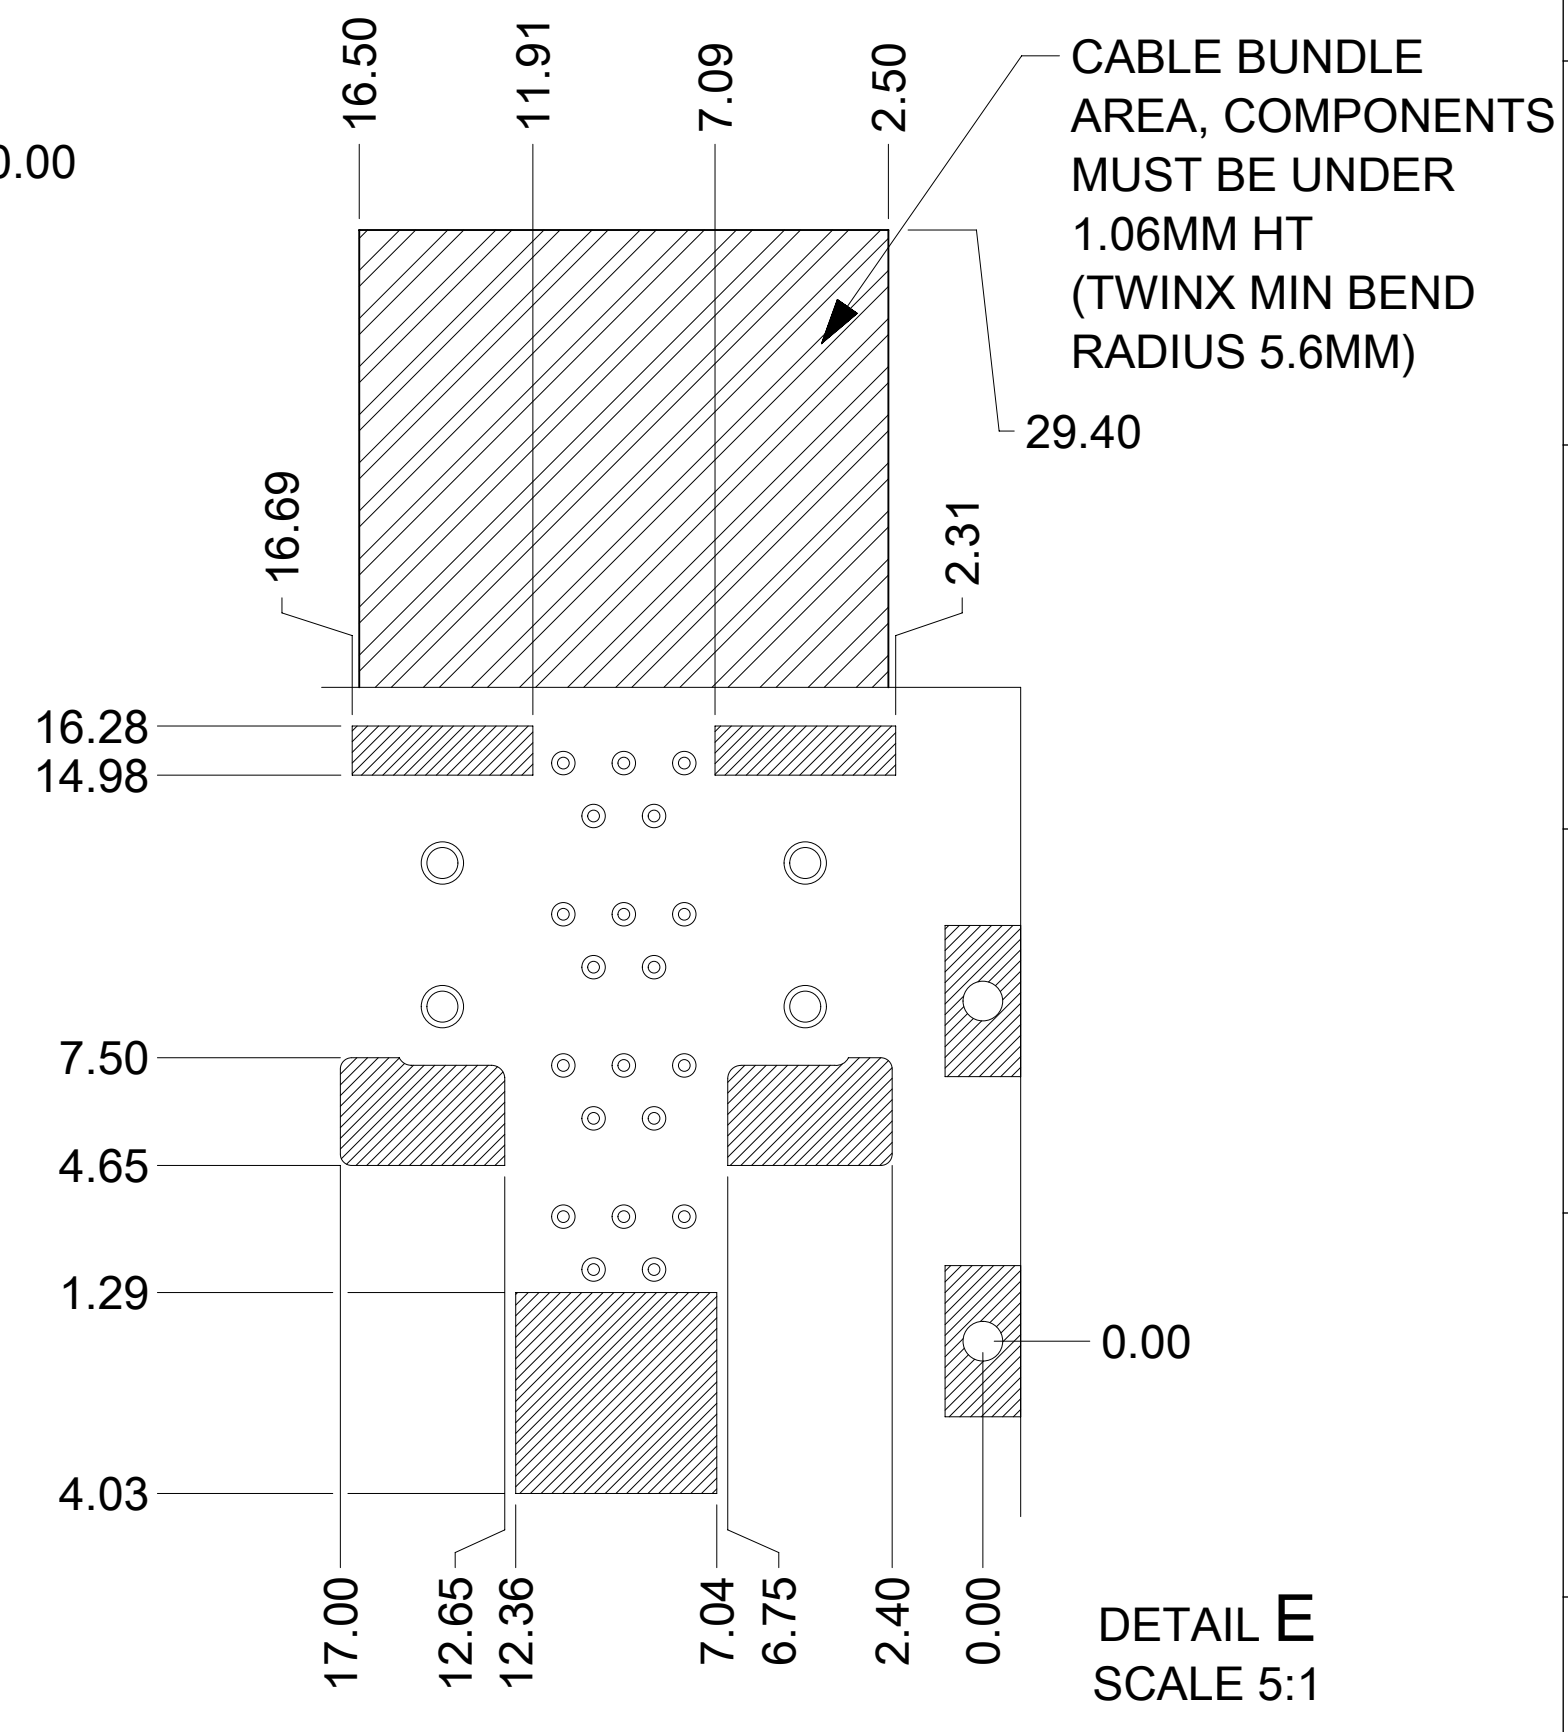 16.50
11.91
7.09
2.50
CABLE BUNDLE
AREA, COMPONENTS
MUST BE UNDER
1.06MM HT
(TWINX MIN BEND
RADIUS 5.6MM)
0.00
29.40
16.69
2.31
16.28
14.98
7.50
4.65
1.29
0.00
4.03
17.00
12.65
12.36
7.04
6.75
2.40
0.00
DETAIL E
SCALE 5:1